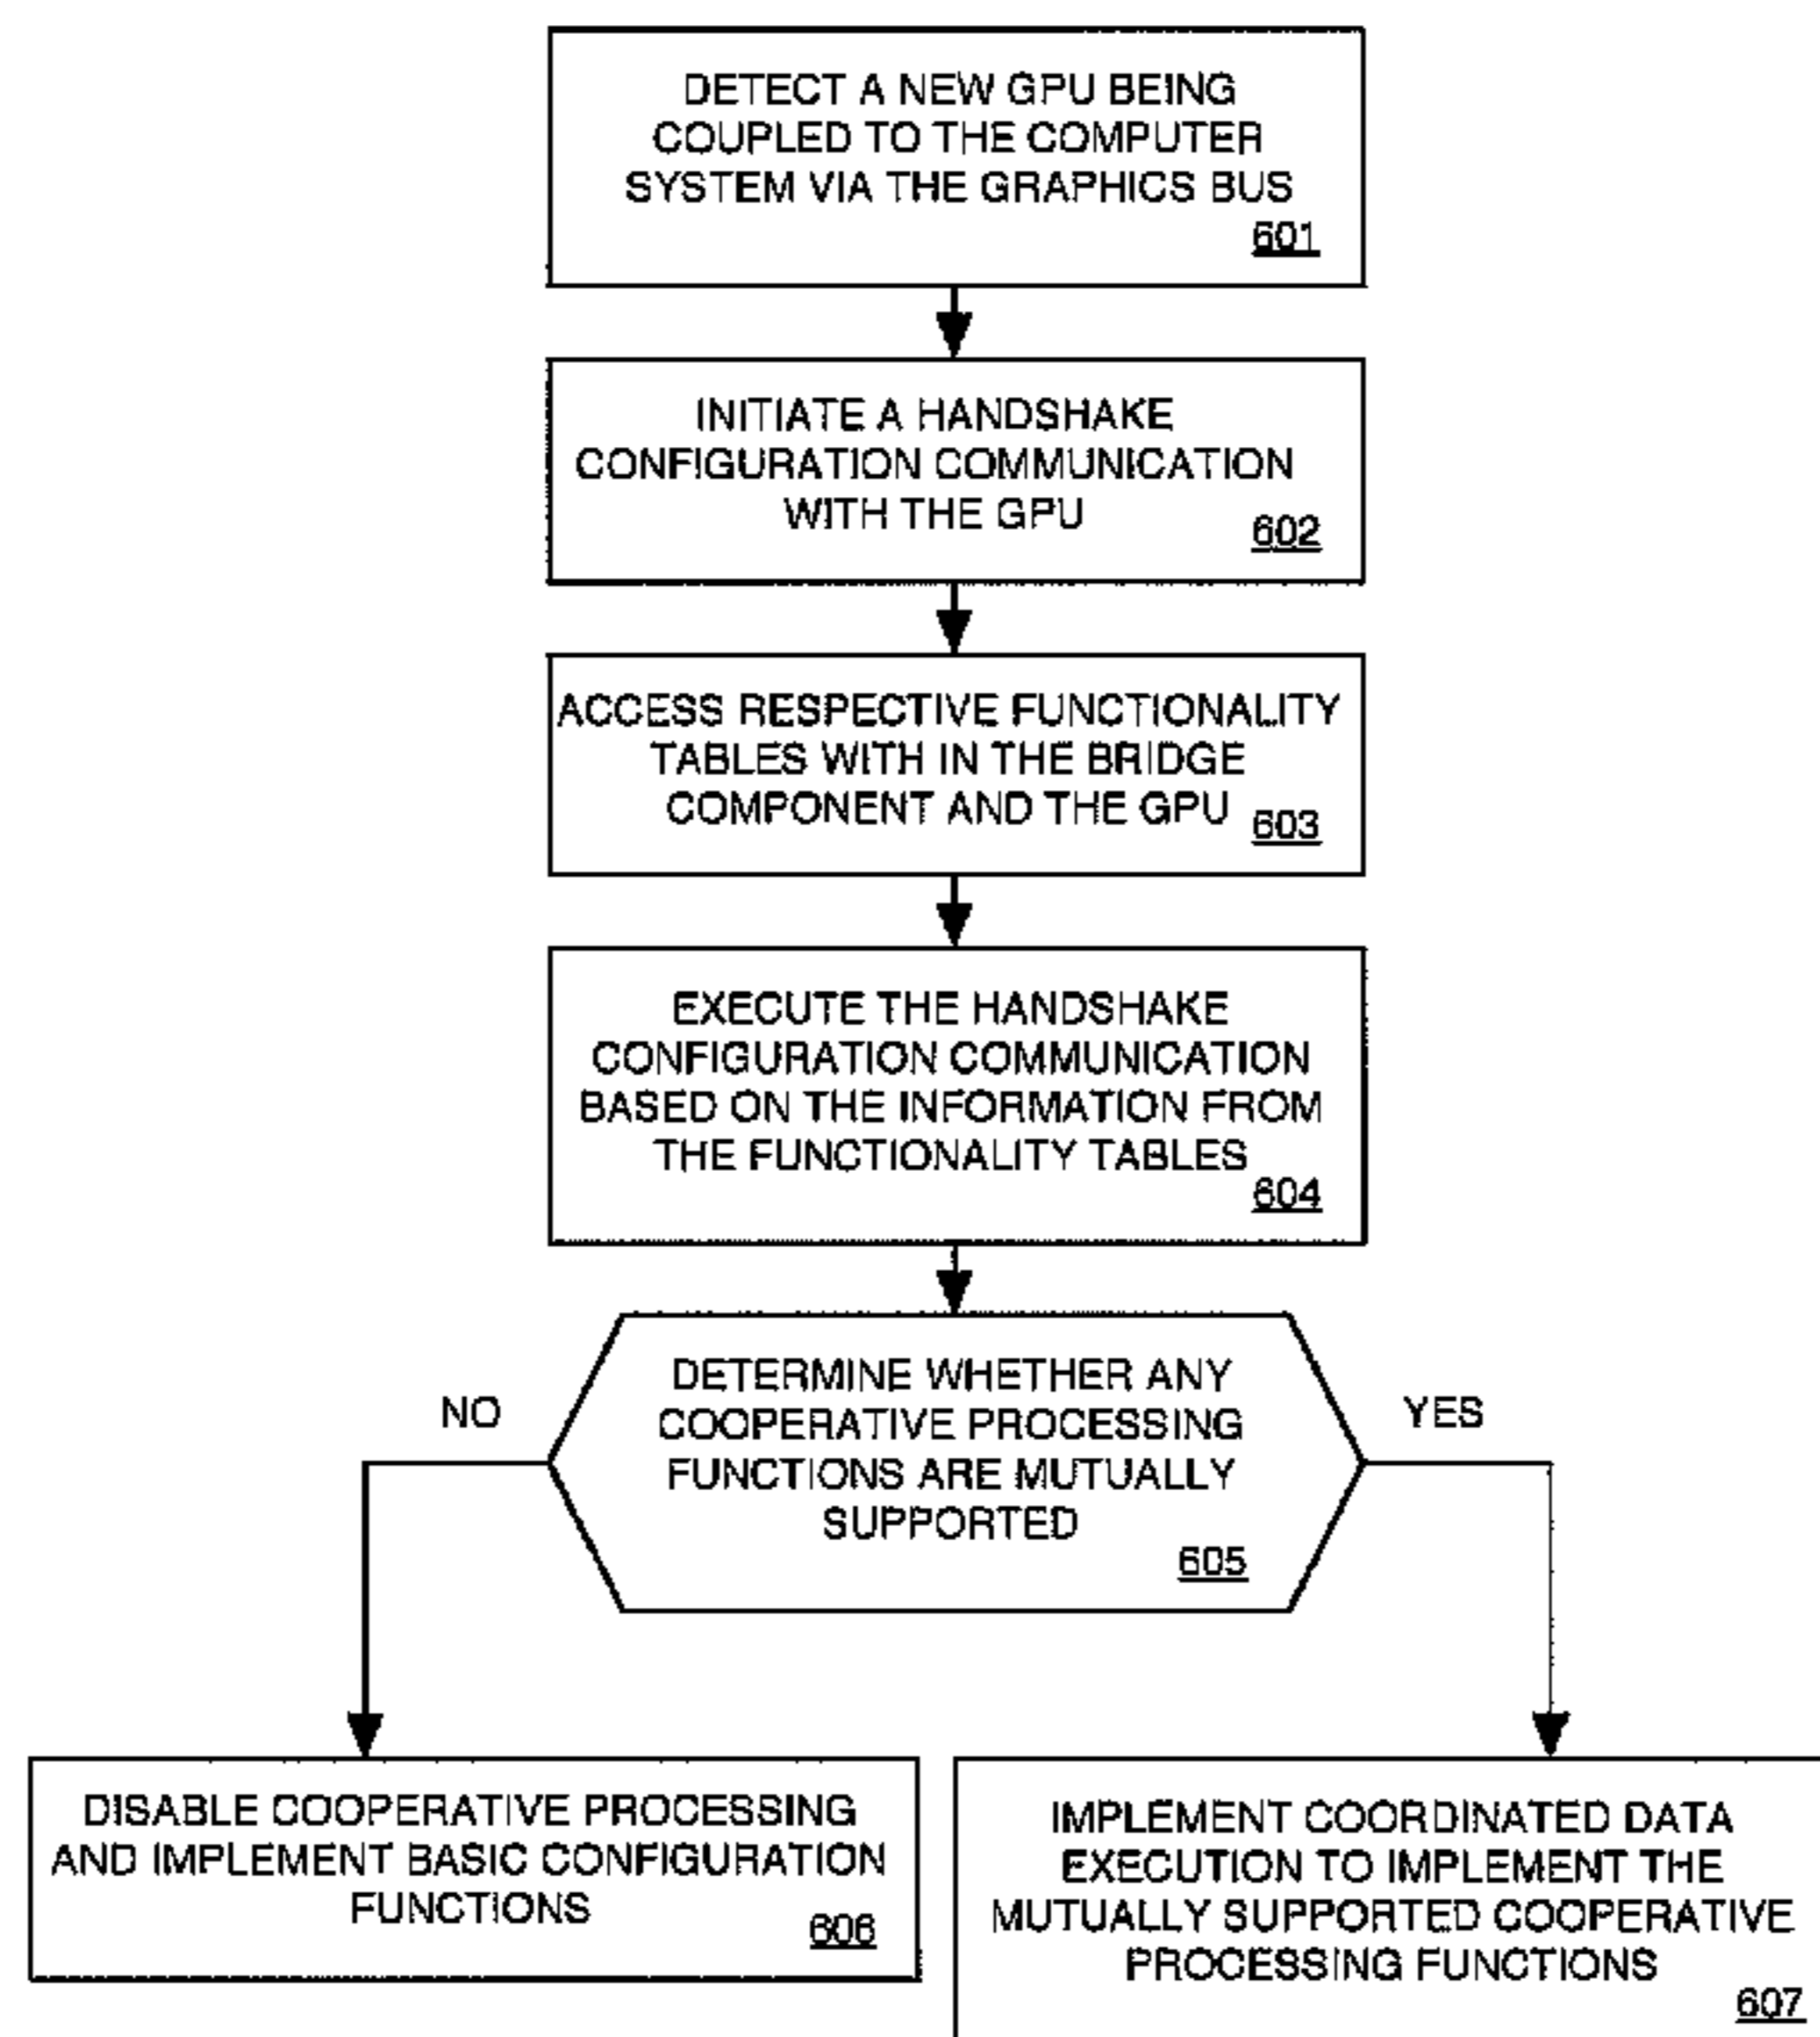 DETECT A NEW GPU BEING
COUPLED TO THE COMPUTER
SYSTEM VIA THE GRAPHICS BUS
601
INITIATE A HANDSHAKE
CONFIGURATION COMMUNICATION
WITH THE GPU
602
ACCESS RESPECTIVE FUNCTIONALITY
TABLES WITH IN THE BRIDGE
COMPONENT AND THE GPU
603
EXECUTE THE HANDSHAKE
CONFIGURATION COMMUNICATION
BASED ON THE INFORMATION FROM
THE FUNCTIONALITY TABLES
604
DETERMINE WHETHER ANY
COOPERATIVE PROCESSING
FUNCTIONS ARE MUTUALLY
SUPPORTED
605
NO
YES
DISABLE COOPERATIVE PROCESSING
AND IMPLEMENT BASIC CONFIGURATION
FUNCTIONS
606
IMPLEMENT COORDINATED DATA
EXECUTION TO IMPLEMENT THE
MUTUALLY SUPPORTED COOPERATIVE
PROCESSING FUNCTIONS
607